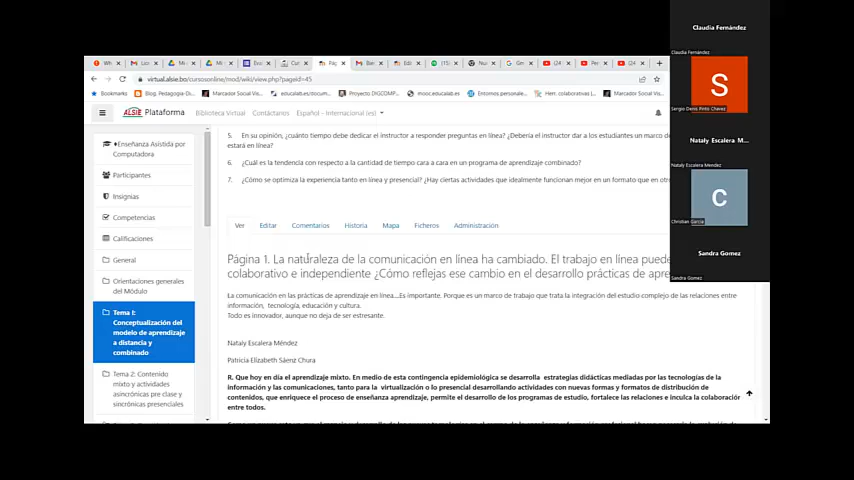 Claudia Fernández
Claudia Fernández
S
Sergio Denis Pinto Chavez
Nataly Escalera M...
Nataly Escalera Mendez
C
Christian Garcia
Sandra Gomez
Sandra Gomez
virtual.alsie.bo/cursosonline/mod/wiki/view.php?pageid=45
Bookmarks
Blog. Pedagogia-Di...
Marcador Social Vis...
educalab.es/docum...
Proyecto DIGCOMP...
mooc.educalab.es
Entornos personale...
Herr. colaborativas (...
Marcador Social Vis...
ALSIE Plataforma Biblioteca Virtual Contáctanos Español - Internacional (es)
Enseñanza Asistida por
Computadora
Participantes
Insignias
Competencias
Calificaciones
General
Orientaciones generales
del Módulo
Tema I:
Conceptualización del
modelo de aprendizaje
a distancia y
combinado
Tema 2: Contenido
mixto y actividades
asincrónicas pre clase y
sincrónicas presenciales
5. En su opinión, ¿cuánto tiempo debe dedicar el instructor a responder preguntas en línea? ¿Debería el instructor dar a los estudiantes un marco de
estará en línea?
6. ¿Cuál es la tendencia con respecto a la cantidad de tiempo cara a cara en un programa de aprendizaje combinado?
7. ¿Cómo se optimiza la experiencia tanto en línea y presencial? ¿Hay ciertas actividades que idealmente funcionan mejor en un formato que en otro
Ver Editar Comentarios Historia Mapa Ficheros Administración
Página 1. La naturaleza de la comunicación en línea ha cambiado. El trabajo en línea puede
colaborativo e independiente ¿Cómo reflejas ese cambio en el desarrollo prácticas de apre
La comunicación en las prácticas de aprendizaje en línea....Es importante. Porque es un marco de trabajo que trata la integración del estudio complejo de las relaciones entre
información, tecnología, educación y cultura.
Todo es innovador, aunque no deja de ser estresante.
Nataly Escalera Méndez
Patricia Elizabeth Sáenz Chura
R. Que hoy en día el aprendizaje mixto. En medio de esta contingencia epidemiológica se desarrolla estrategias didácticas mediadas por las tecnologías de la
información y las comunicaciones, tanto para la virtualización o lo presencial desarrollando actividades con nuevas formas y formatos de distribución de
contenidos, que enriquece el proceso de enseñanza aprendizaje, permite el desarrollo de los programas de estudio, fortalece las relaciones e inculca la colaboración
entre todos.